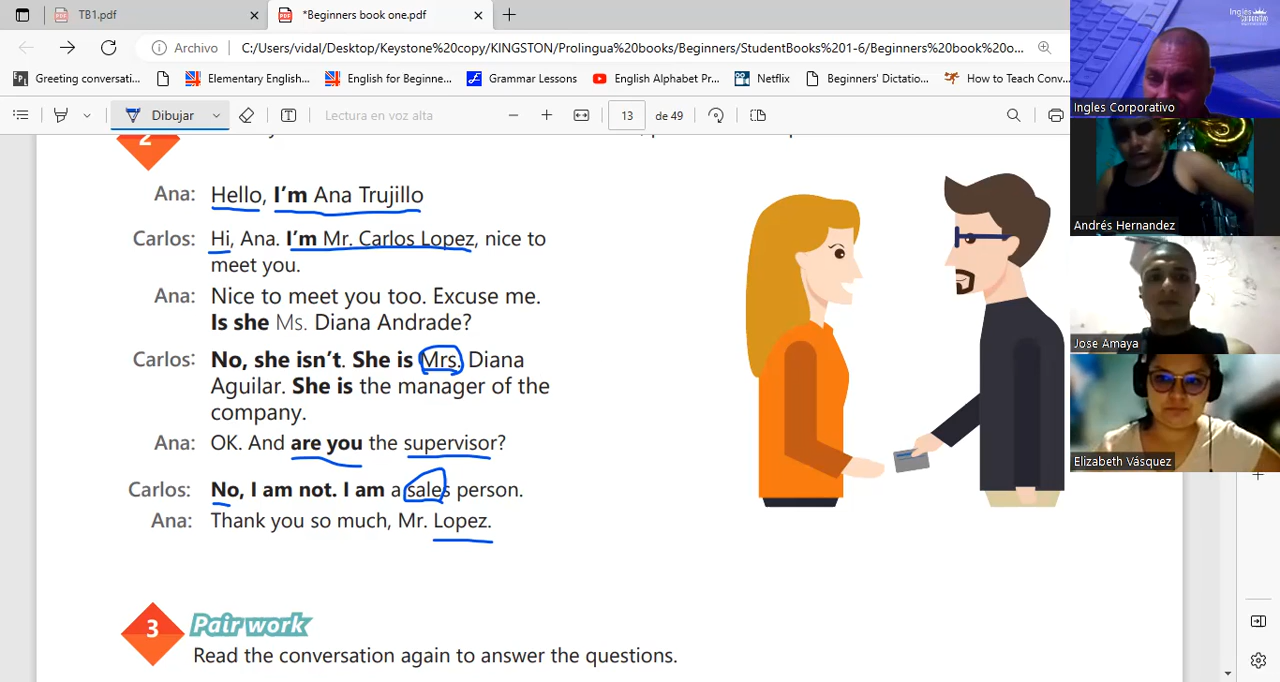 TB1.pdf
*Beginners book one.pdf
Archivo
C:/Users/vidal/Desktop/Keystone%20copy/KINGSTON/Prolingua%20books/Beginners/StudentBooks%201-6/Beginners%20book%20o...
Greeting conversati...
Elementary English...
English for Beginne...
Grammar Lessons
English Alphabet Pr...
Netflix
Beginners' Dictatio...
How to Teach Conv...
Dibujar
Lectura en voz alta
13
de 49
2
Ana: Hello, I'm Ana Trujillo
Carlos: Hi, Ana. I'm Mr. Carlos Lopez, nice to
meet you.
Ana: Nice to meet you too. Excuse me.
Is she Ms. Diana Andrade?
Carlos: No, she isn't. She is Mrs. Diana
Aguilar. She is the manager of the
company.
Ana: OK. And are you the supervisor?
Carlos: No, I am not. I am a sales person.
Ana: Thank you so much, Mr. Lopez.
3
Pair work
Read the conversation again to answer the questions.
Ingles
Corporativo
Ingles Corporativo
Andrés Hernandez
Jose Amaya
Elizabeth Vásquez